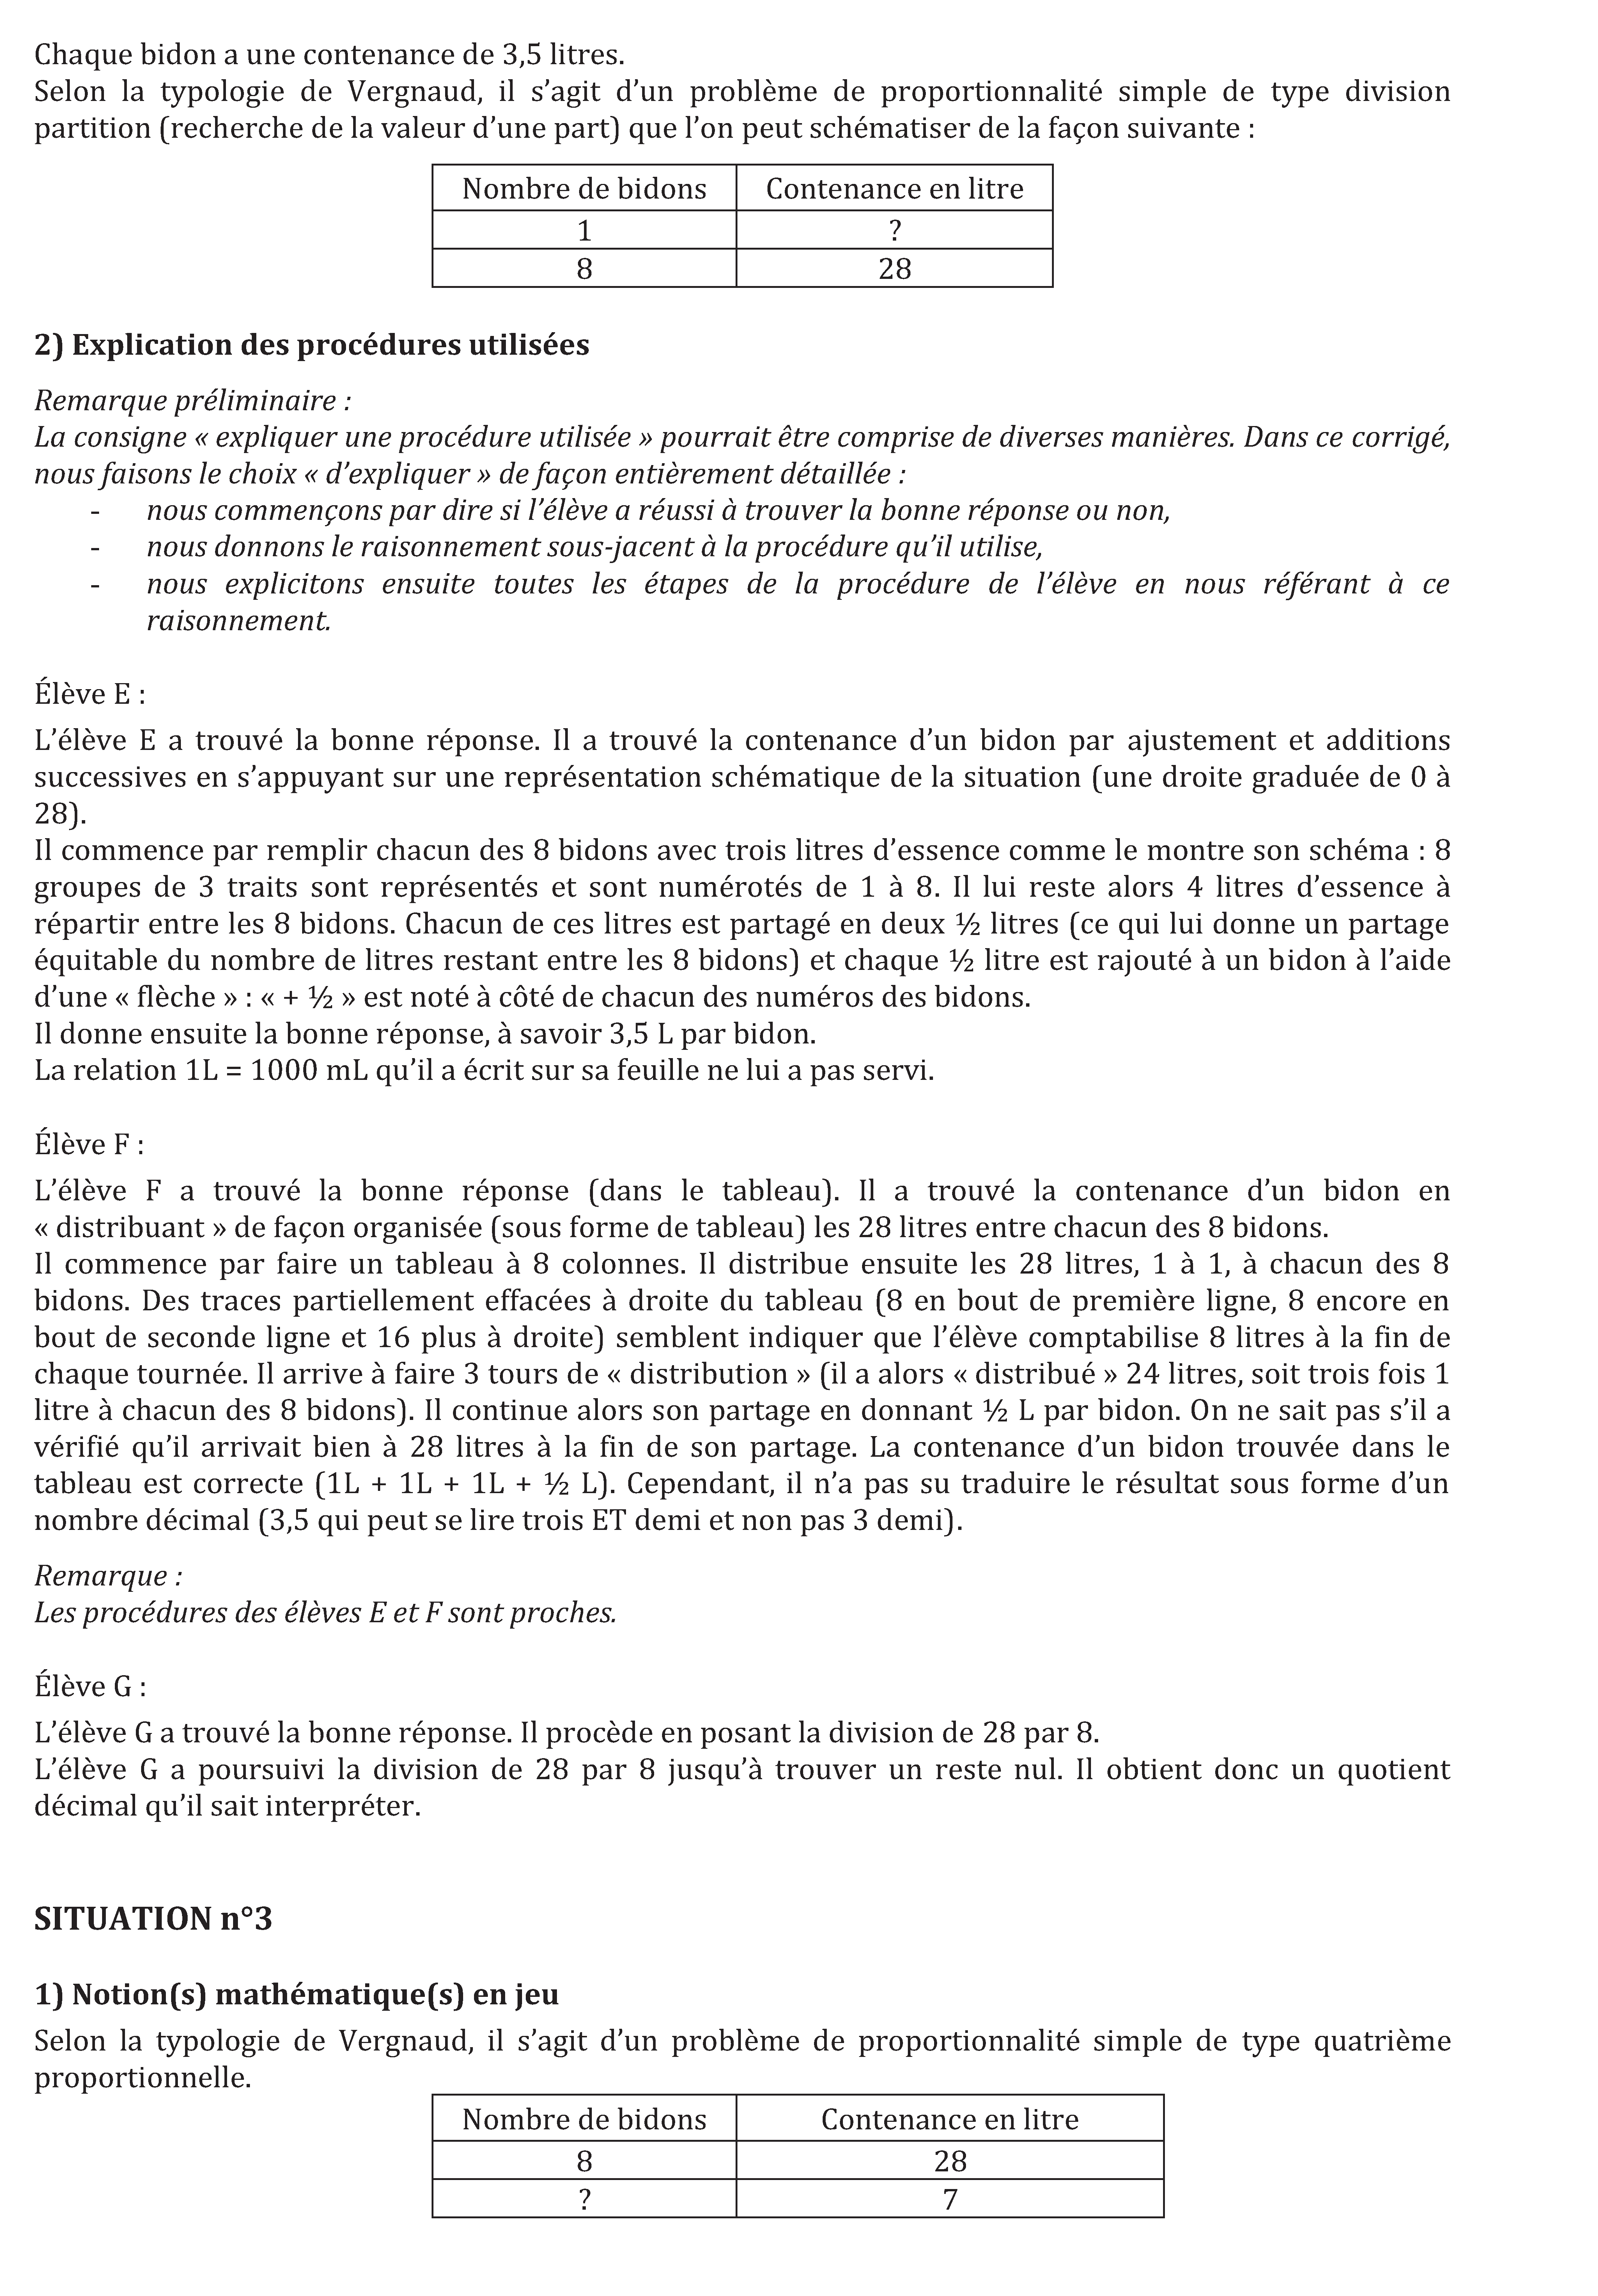 Chaque bidon a une contenance de 3,5 litres.
Selon la typologie de Vergnaud, il s’agit d’un problème de proportionnalité simple de type division
partition (recherche de la valeur d’une part) que l’on peut schématiser de la façon suivante :
Nombre de bidons Contenance en litre
1 ?
8 28
2) Explication des procédures utilisées
Remarque préliminaire :
La consigne « expliquer une procédure utilisée » pourrait être comprise de diverses manières. Dans ce corrigé,
nous faisons le choix « d’expliquer » de façon entièrement détaillée :
- nous commençons par dire si l’élève a réussi à trouver la bonne réponse ou non,
- nous donnons le raisonnement sous-jacent à la procédure qu’il utilise,
- nous explicitons ensuite toutes les étapes de la procédure de l’élève en nous référant à ce
raisonnement.
Élève E :
L’élève E a trouvé la bonne réponse. Il a trouvé la contenance d’un bidon par ajustement et additions
successives en s’appuyant sur une représentation schématique de la situation (une droite graduée de 0 à
28).
Il commence par remplir chacun des 8 bidons avec trois litres d’essence comme le montre son schéma : 8
groupes de 3 traits sont représentés et sont numérotés de 1 à 8. Il lui reste alors 4 litres d’essence à
répartir entre les 8 bidons. Chacun de ces litres est partagé en deux ½ litres (ce qui lui donne un partage
équitable du nombre de litres restant entre les 8 bidons) et chaque ½ litre est rajouté à un bidon à l’aide
d’une « flèche » : « + ½ » est noté à côté de chacun des numéros des bidons.
Il donne ensuite la bonne réponse, à savoir 3,5 L par bidon.
La relation 1L = 1000 mL qu’il a écrit sur sa feuille ne lui a pas servi.
Élève F :
L’élève F a trouvé la bonne réponse (dans le tableau). Il a trouvé la contenance d’un bidon en
« distribuant » de façon organisée (sous forme de tableau) les 28 litres entre chacun des 8 bidons.
Il commence par faire un tableau à 8 colonnes. Il distribue ensuite les 28 litres, 1 à 1, à chacun des 8
bidons. Des traces partiellement effacées à droite du tableau (8 en bout de première ligne, 8 encore en
bout de seconde ligne et 16 plus à droite) semblent indiquer que l’élève comptabilise 8 litres à la fin de
chaque tournée. Il arrive à faire 3 tours de « distribution » (il a alors « distribué » 24 litres, soit trois fois 1
litre à chacun des 8 bidons). Il continue alors son partage en donnant ½ L par bidon. On ne sait pas s’il a
vérifié qu’il arrivait bien à 28 litres à la fin de son partage. La contenance d’un bidon trouvée dans le
tableau est correcte (1L + 1L + 1L + ½ L). Cependant, il n’a pas su traduire le résultat sous forme d’un
nombre décimal (3,5 qui peut se lire trois ET demi et non pas 3 demi).
Remarque :
Les procédures des élèves E et F sont proches.
Élève G :
L’élève G a trouvé la bonne réponse. Il procède en posant la division de 28 par 8.
L’élève G a poursuivi la division de 28 par 8 jusqu’à trouver un reste nul. Il obtient donc un quotient
décimal qu’il sait interpréter.
SITUATION n°3
1) Notion(s) mathématique(s) en jeu
Selon la typologie de Vergnaud, il s’agit d’un problème de proportionnalité simple de type quatrième
proportionnelle.
Nombre de bidons Contenance en litre
8 28
? 7